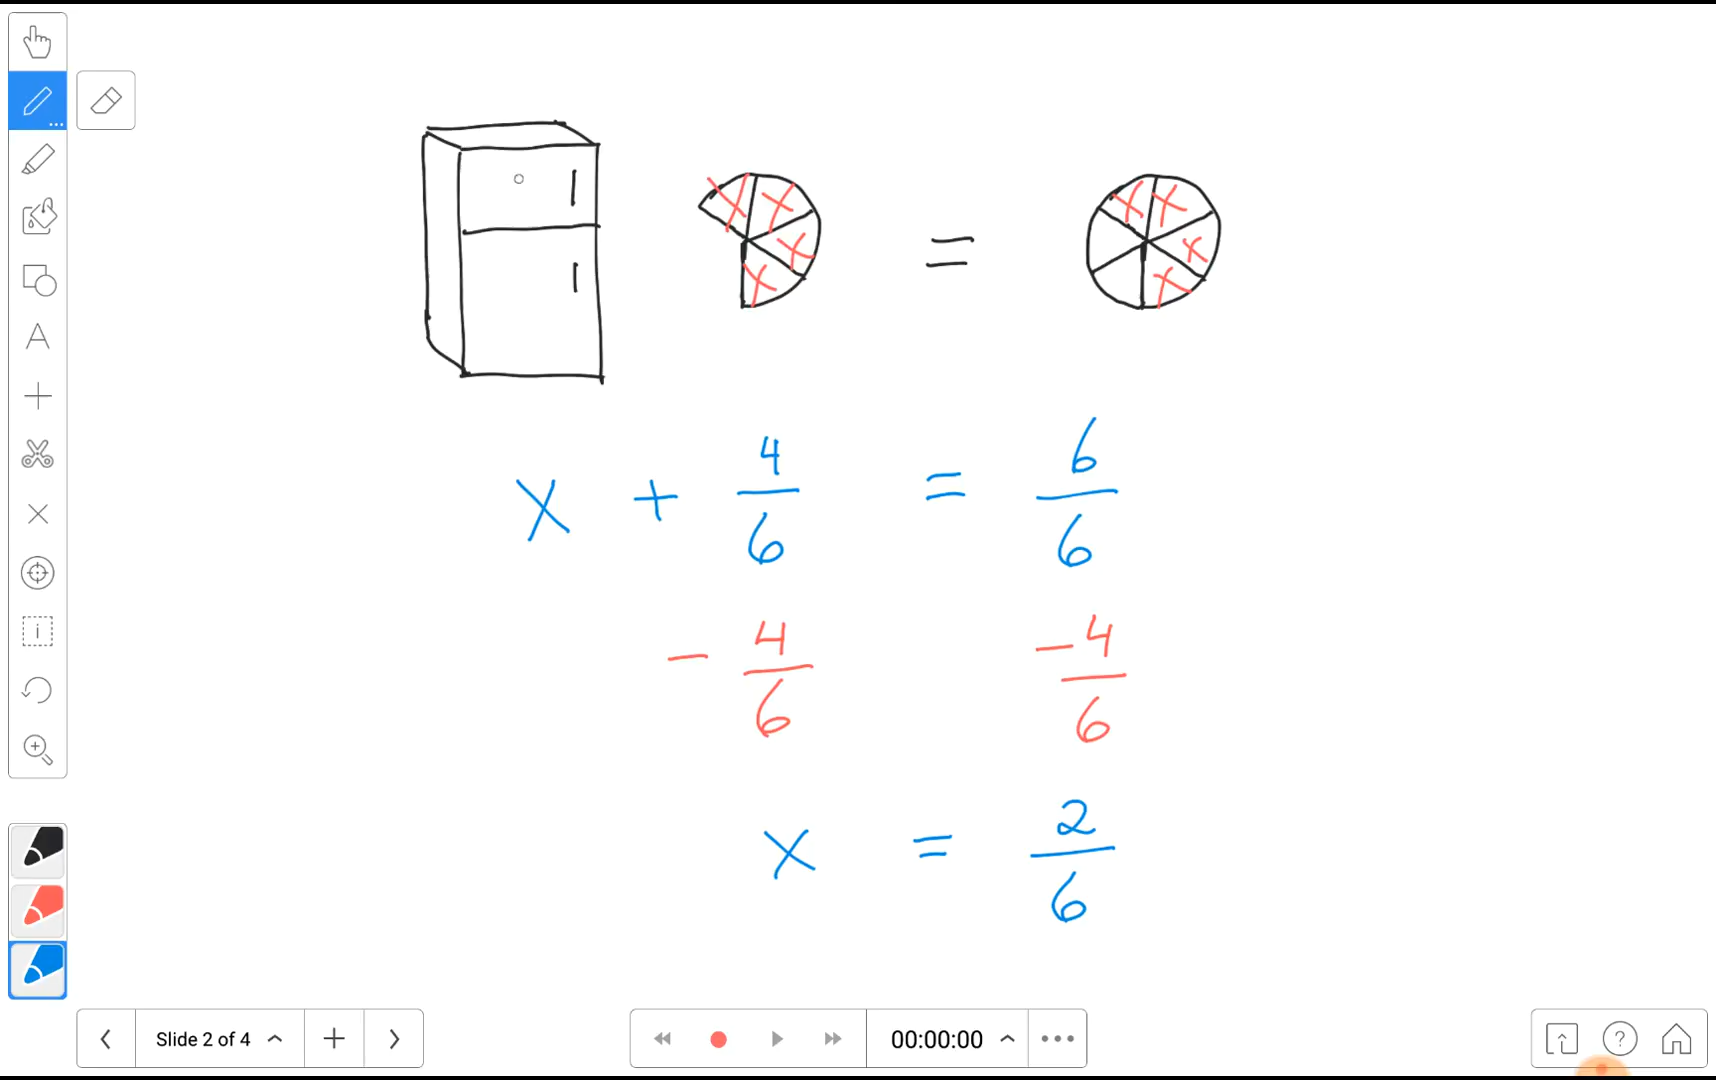 x + 4/6 = 6/6
- 4/6 -4/6
x = 2/6
Slide 2 of 4
00:00:00